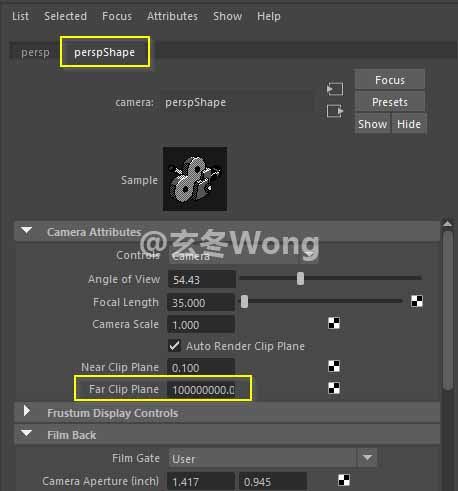 List Selected Focus Attributes Show Help
persp perspShape
Focus
camera: perspShape
Presets
Show Hide
Sample
Camera Attributes
@玄冬Wong
Controls Camera
Angle of View 54.43
Focal Length 35.000
Camera Scale 1.000
Auto Render Clip Plane
Near Clip Plane 0.100
Far Clip Plane 100000000.0
Frustum Display Controls
Film Back
Film Gate User
Camera Aperture (inch) 1.417 0.945